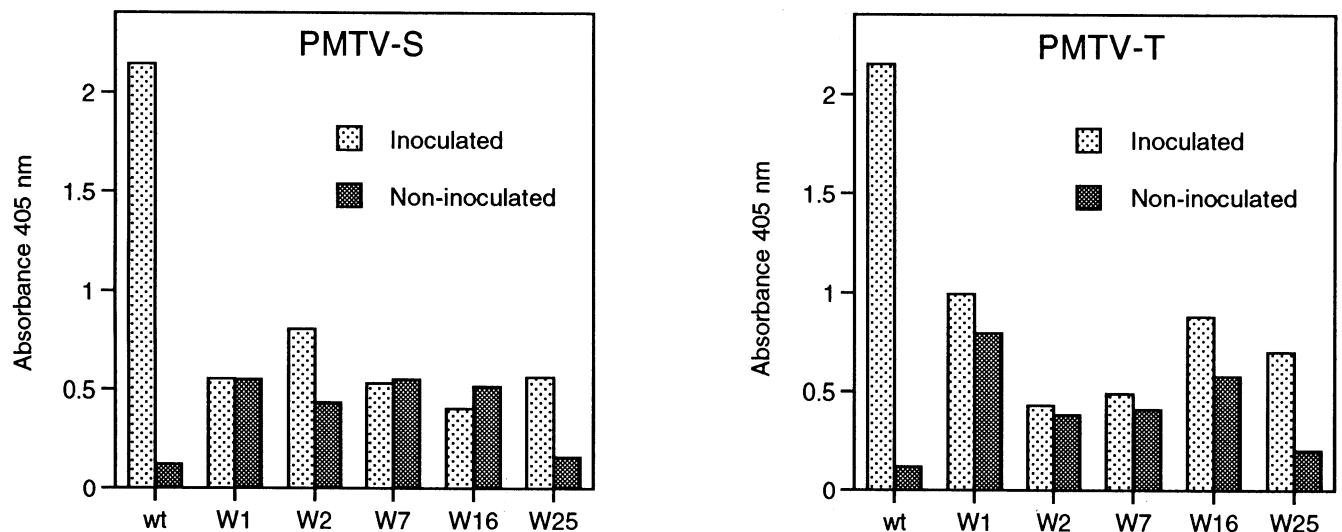 PMTV-S
Inoculated
Non-inoculated
Absorbance 405 nm
2
1.5
1
0.5
0
wt W1 W2 W7 W16 W25
PMTV-T
Inoculated
Non-inoculated
Absorbance 405 nm
2
1.5
1
0.5
0
wt W1 W2 W7 W16 W25